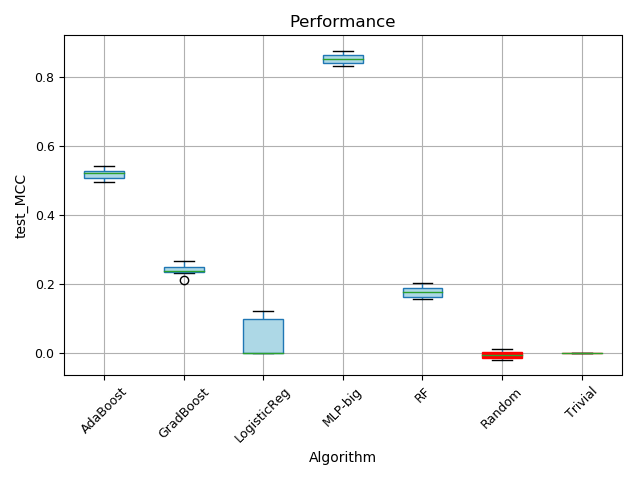 Performance
test_MCC
0.8
0.6
0.4
0.2
0.0
AdaBoost
GradBoost
LogisticReg
MLP-big
RF
Random
Trivial
Algorithm